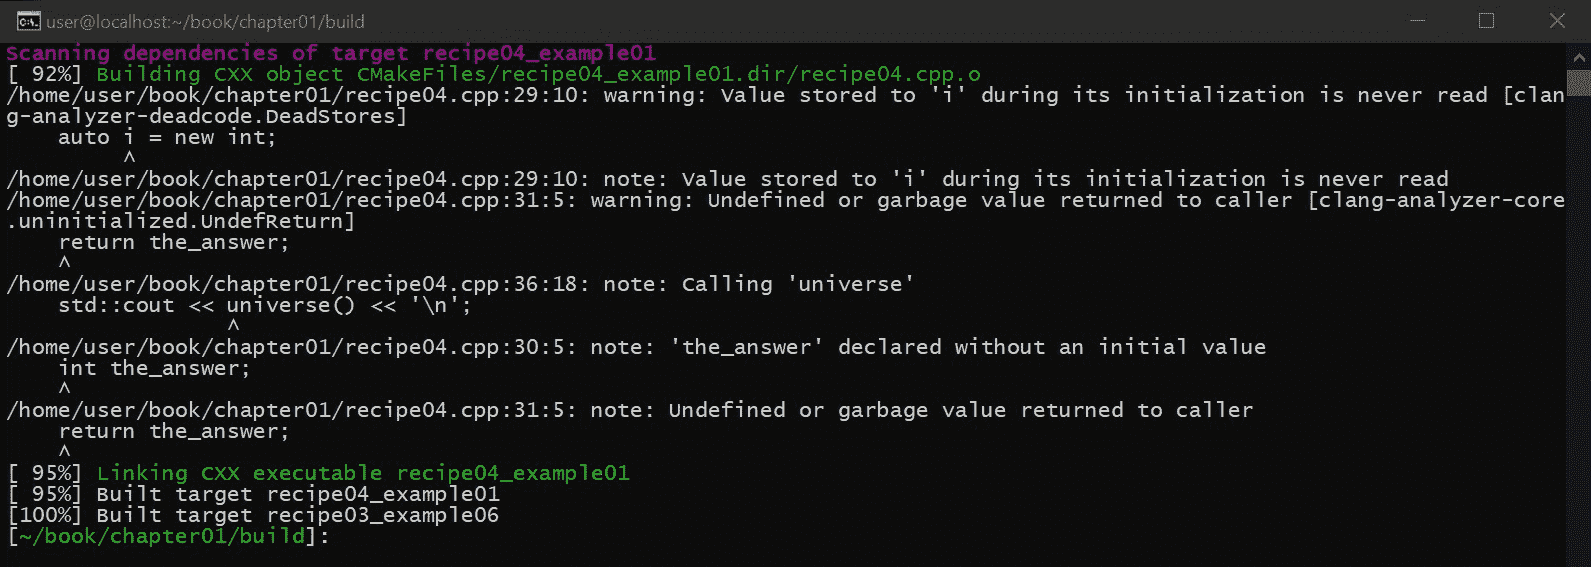 user@localhost:~/book/chapter01/build
Scanning dependencies of target recipe04_example01
[ 92%] Building CXX object CMakeFiles/recipe04_example01.dir/recipe04.cpp.o
/home/user/book/chapter01/recipe04.cpp:29:10: warning: Value stored to 'i' during its initialization is never read [clan
g-analyzer-deadcode.DeadStores]
    auto i = new int;
         ^
/home/user/book/chapter01/recipe04.cpp:29:10: note: Value stored to 'i' during its initialization is never read
/home/user/book/chapter01/recipe04.cpp:31:5: warning: Undefined or garbage value returned to caller [clang-analyzer-core
.uninitialized.UndefReturn]
    return the_answer;
    ^
/home/user/book/chapter01/recipe04.cpp:36:18: note: Calling 'universe'
    std::cout << universe() << '\n';
                 ^
/home/user/book/chapter01/recipe04.cpp:30:5: note: 'the_answer' declared without an initial value
    int the_answer;
    ^
/home/user/book/chapter01/recipe04.cpp:31:5: note: Undefined or garbage value returned to caller
    return the_answer;
    ^
[ 95%] Linking CXX executable recipe04_example01
[ 95%] Built target recipe04_example01
[100%] Built target recipe03_example06
[~/book/chapter01/build]: